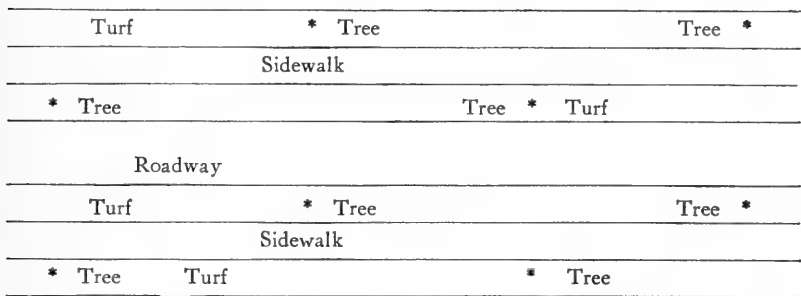 Turf * Tree Tree *
Sidewalk
* Tree Tree * Turf
Roadway
Turf * Tree Tree *
Sidewalk
* Tree Turf * Tree